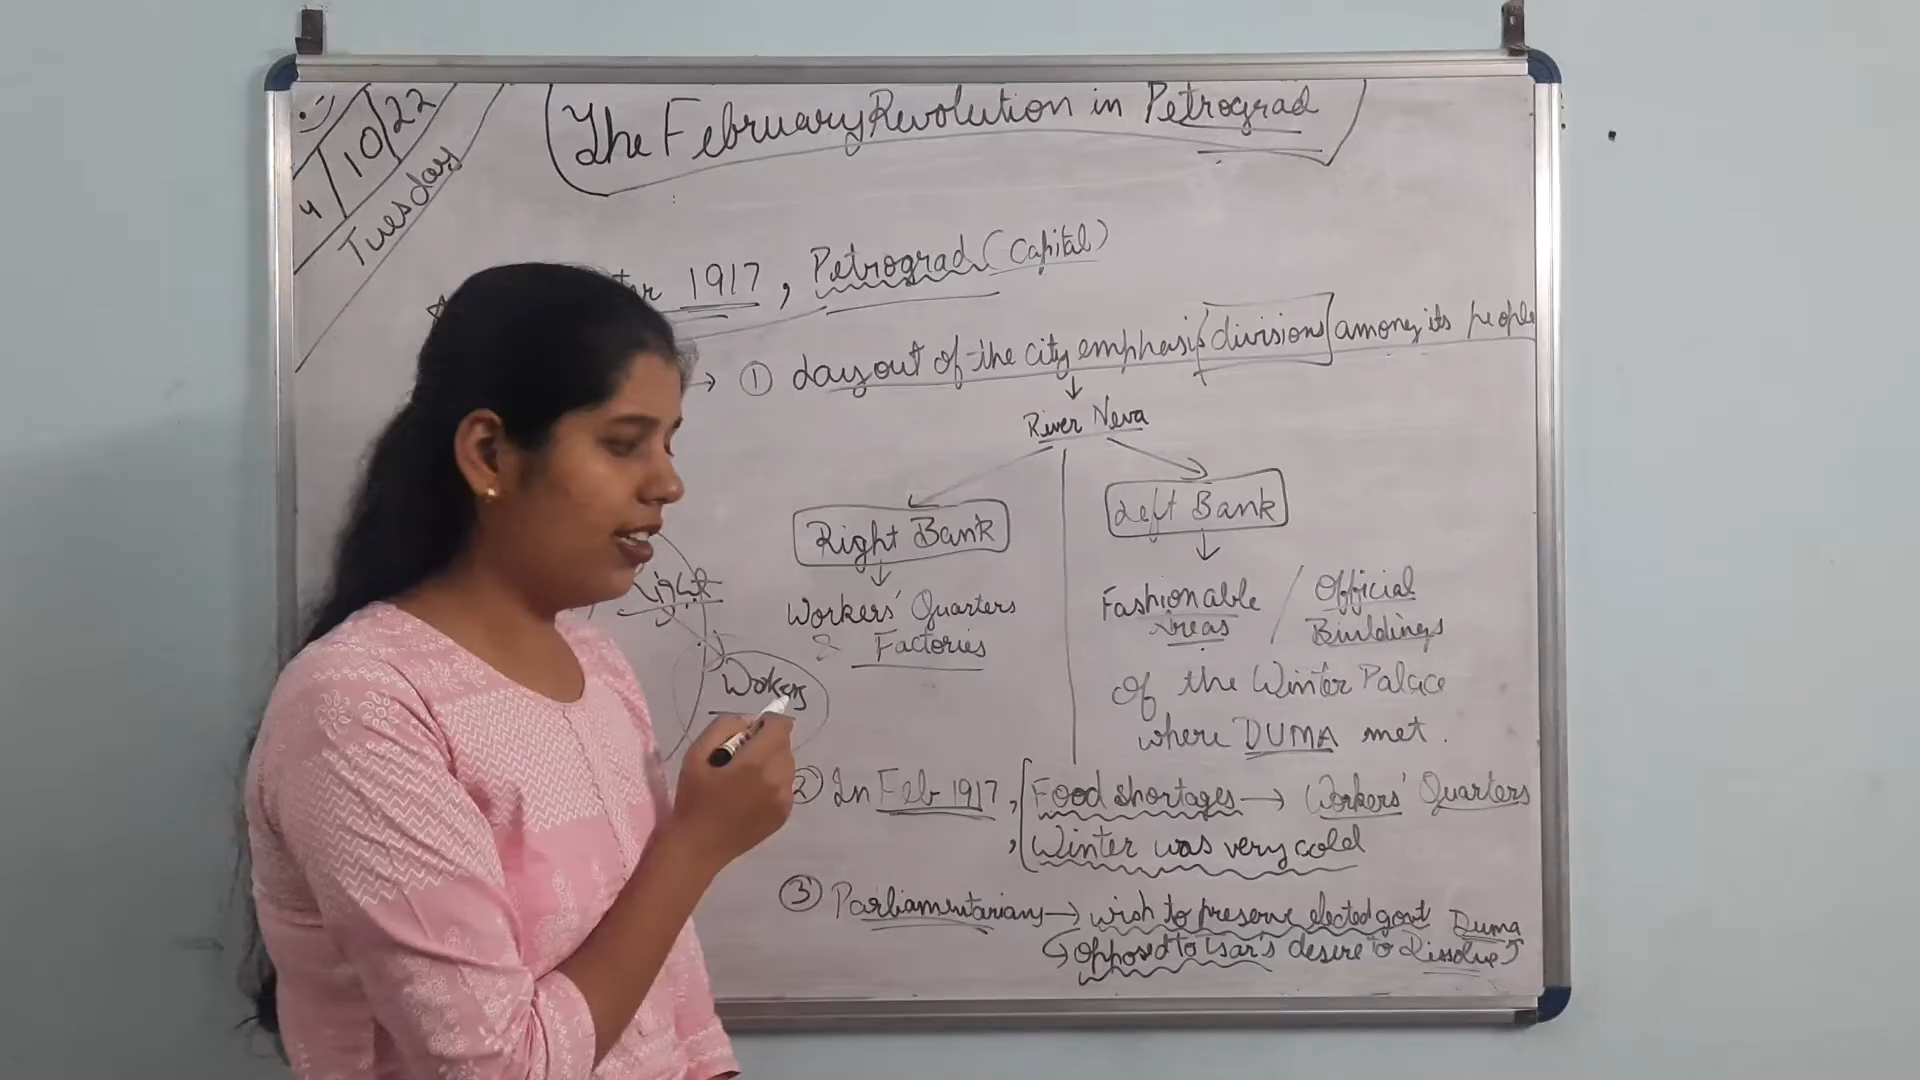 4/10/22
Tuesday
The February Revolution in Petrograd
1917, Petrograd (Capital)
→ ① Layout of the city emphasis divisions among its people
↓
River Neva
Right Bank
↓
Workers' Quarters
& Factories
Left Bank
↓
Fashionable Areas / Official Buildings
of the Winter Palace
where DUMA met.
Right
Wokers
② In Feb 1917, Food shortages → Workers' Quarters
, Winter was very cold
③ Parliamentarians → wish to preserve elected govt Duma
↳ opposed to Tsar's desire to Dissolve